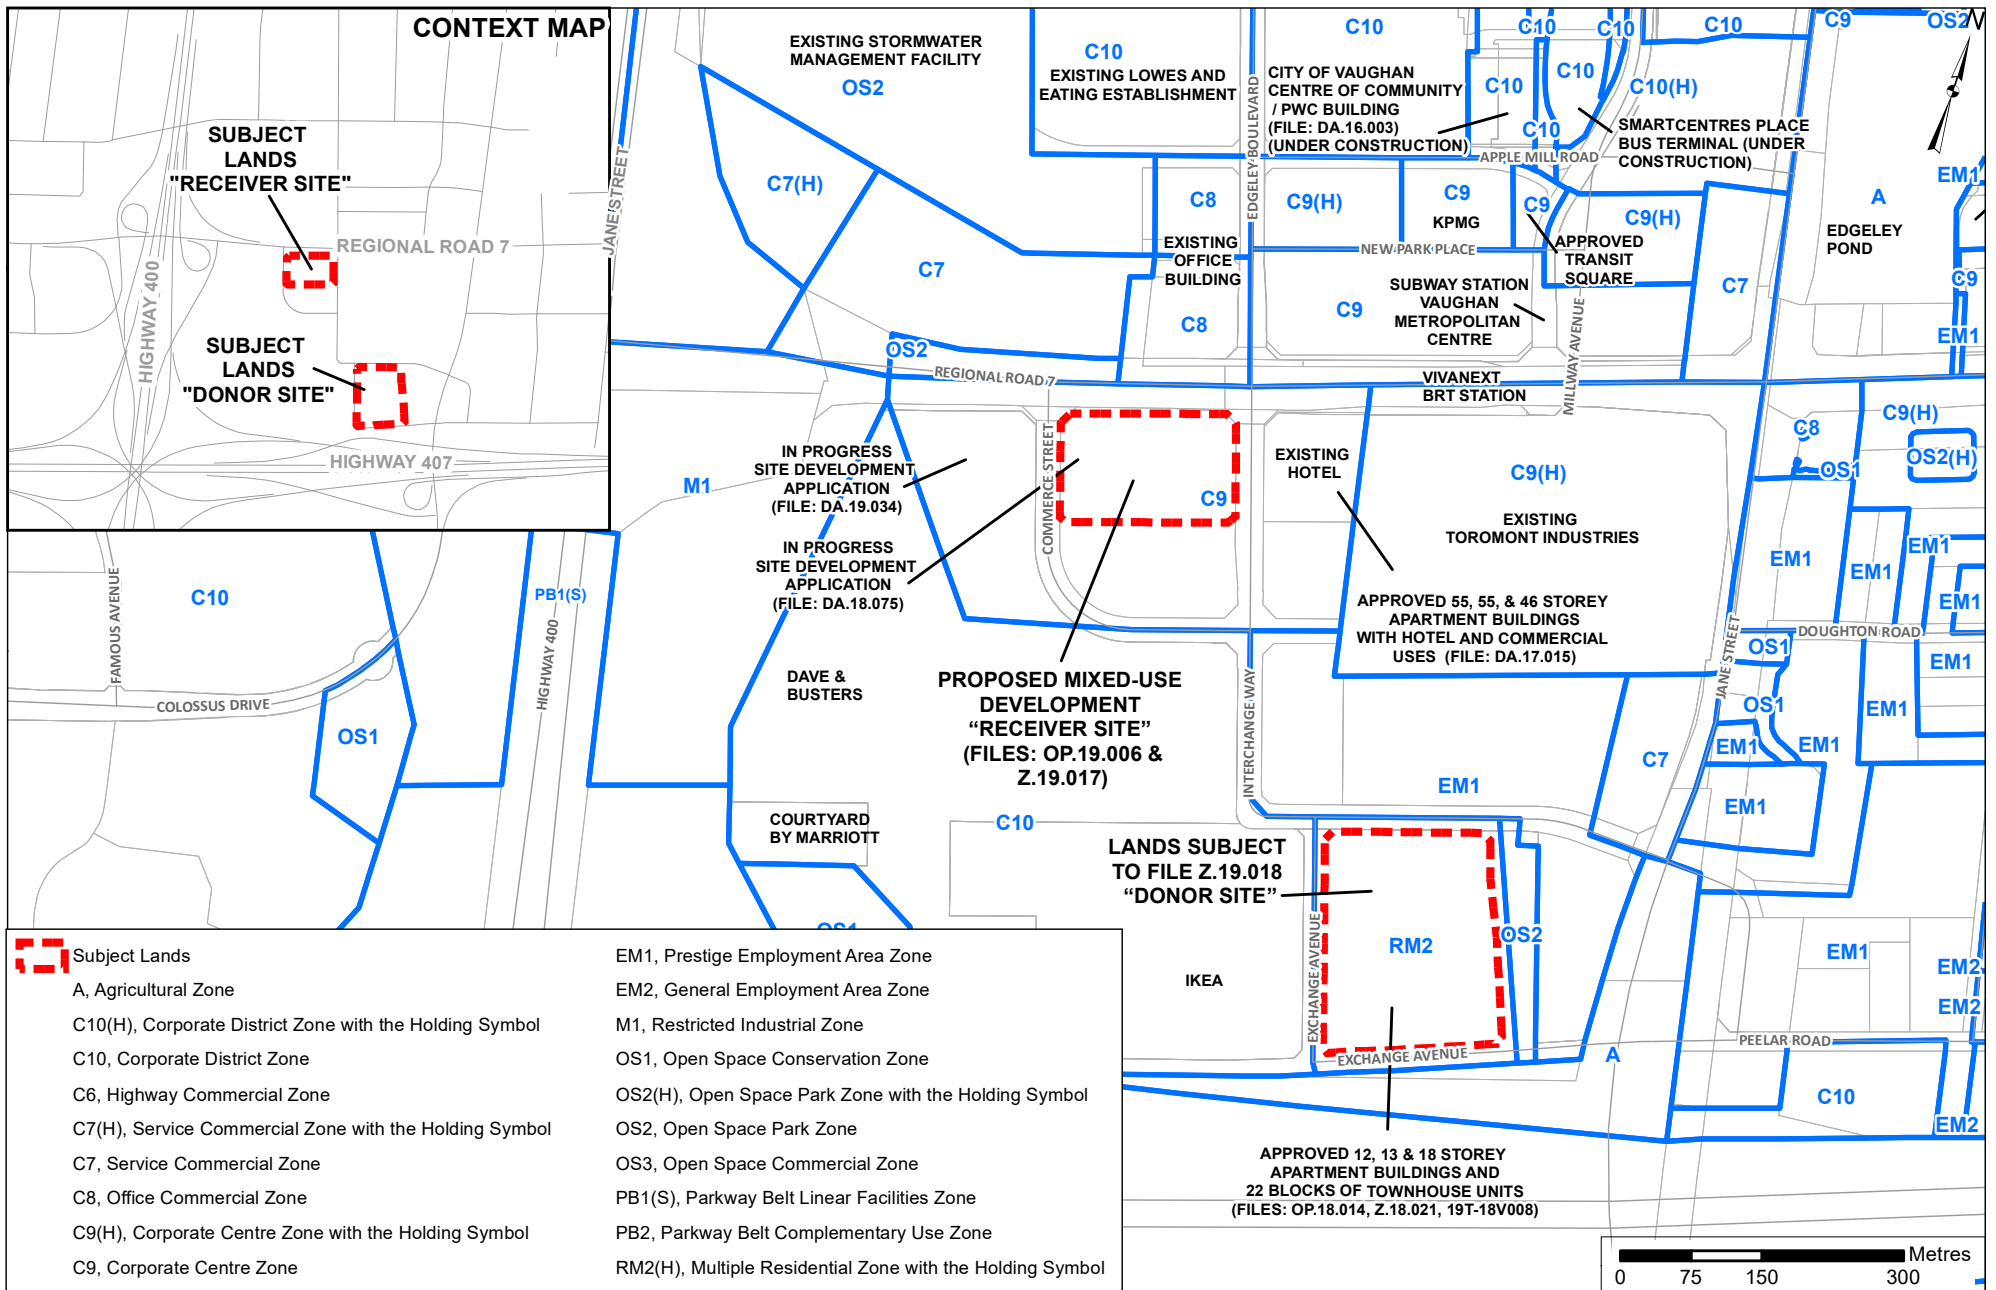 CONTEXT MAP
SUBJECT
LANDS
"RECEIVER SITE"
REGIONAL ROAD 7
HIGHWAY 400
SUBJECT
LANDS
"DONOR SITE"
HIGHWAY 407
JANE STREET
EXISTING STORMWATER
MANAGEMENT FACILITY
OS2
C10
EXISTING LOWES AND
EATING ESTABLISHMENT
EDGELEY BOULEVARD
C10
CITY OF VAUGHAN
CENTRE OF COMMUNITY
/ PWC BUILDING
(FILE: DA.16.003)
(UNDER CONSTRUCTION)
C10
C10
C10
C10
C10
C10
C10(H)
C9
OS2
N
SMARTCENTRES PLACE
BUS TERMINAL (UNDER
CONSTRUCTION)
APPLE MILL ROAD
C7(H)
C8
C9(H)
C9
KPMG
C9
C9(H)
A
EDGELEY
POND
EM1
C9
EM1
NEW PARK PLACE
APPROVED
TRANSIT
SQUARE
EXISTING
OFFICE
BUILDING
C7
C8
C9
SUBWAY STATION
VAUGHAN
METROPOLITAN
CENTRE
MILLWAY AVENUE
C7
OS2
REGIONAL ROAD 7
VIVANEXT
BRT STATION
C9(H)
C8
OS1
OS2(H)
M1
IN PROGRESS
SITE DEVELOPMENT
APPLICATION
(FILE: DA.19.034)
COMMERCE STREET
C9
EXISTING
HOTEL
C9(H)
EXISTING
TOROMONT INDUSTRIES
IN PROGRESS
SITE DEVELOPMENT
APPLICATION
(FILE: DA.18.075)
EM1
EM1
EM1
EM1
APPROVED 55, 55, & 46 STOREY
APARTMENT BUILDINGS
WITH HOTEL AND COMMERCIAL
USES (FILE: DA.17.015)
JANE STREET
DOUGHTON ROAD
OS1
EM1
FAMOUS AVENUE
C10
PB1(S)
HIGHWAY 400
COLOSSUS DRIVE
OS1
DAVE &
BUSTERS
PROPOSED MIXED-USE
DEVELOPMENT
“RECEIVER SITE”
(FILES: OP.19.006 &
Z.19.017)
INTERCHANGE WAY
OS1
EM1
EM1
EM1
C7
EM1
EM1
COURTYARD
BY MARRIOTT
C10
LANDS SUBJECT
TO FILE Z.19.018
“DONOR SITE”
OS1
EXCHANGE AVENUE
RM2
OS2
IKEA
EXCHANGE AVENUE
A
EM1
EM2
EM2
PEELAR ROAD
C10
EM2
APPROVED 12, 13 & 18 STOREY
APARTMENT BUILDINGS AND
22 BLOCKS OF TOWNHOUSE UNITS
(FILES: OP.18.014, Z.18.021, 19T-18V008)
Subject Lands
A, Agricultural Zone
C10(H), Corporate District Zone with the Holding Symbol
C10, Corporate District Zone
C6, Highway Commercial Zone
C7(H), Service Commercial Zone with the Holding Symbol
C7, Service Commercial Zone
C8, Office Commercial Zone
C9(H), Corporate Centre Zone with the Holding Symbol
C9, Corporate Centre Zone
EM1, Prestige Employment Area Zone
EM2, General Employment Area Zone
M1, Restricted Industrial Zone
OS1, Open Space Conservation Zone
OS2(H), Open Space Park Zone with the Holding Symbol
OS2, Open Space Park Zone
OS3, Open Space Commercial Zone
PB1(S), Parkway Belt Linear Facilities Zone
PB2, Parkway Belt Complementary Use Zone
RM2(H), Multiple Residential Zone with the Holding Symbol
Metres
0 75 150 300